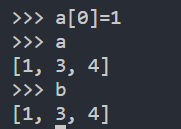 >>> a[0]=1
>>> a
[1, 3, 4]
>>> b
[1, 3, 4]